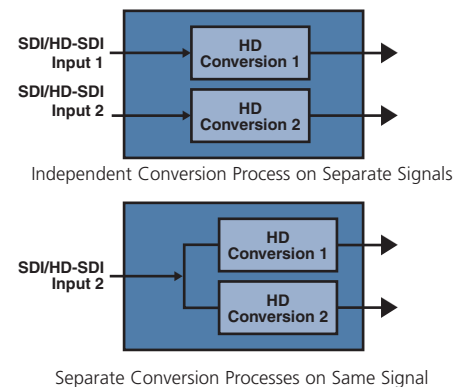 SDI/HD-SDI
Input 1
HD
Conversion 1
SDI/HD-SDI
Input 2
HD
Conversion 2
Independent Conversion Process on Separate Signals
HD
Conversion 1
SDI/HD-SDI
Input 2
HD
Conversion 2
Separate Conversion Processes on Same Signal